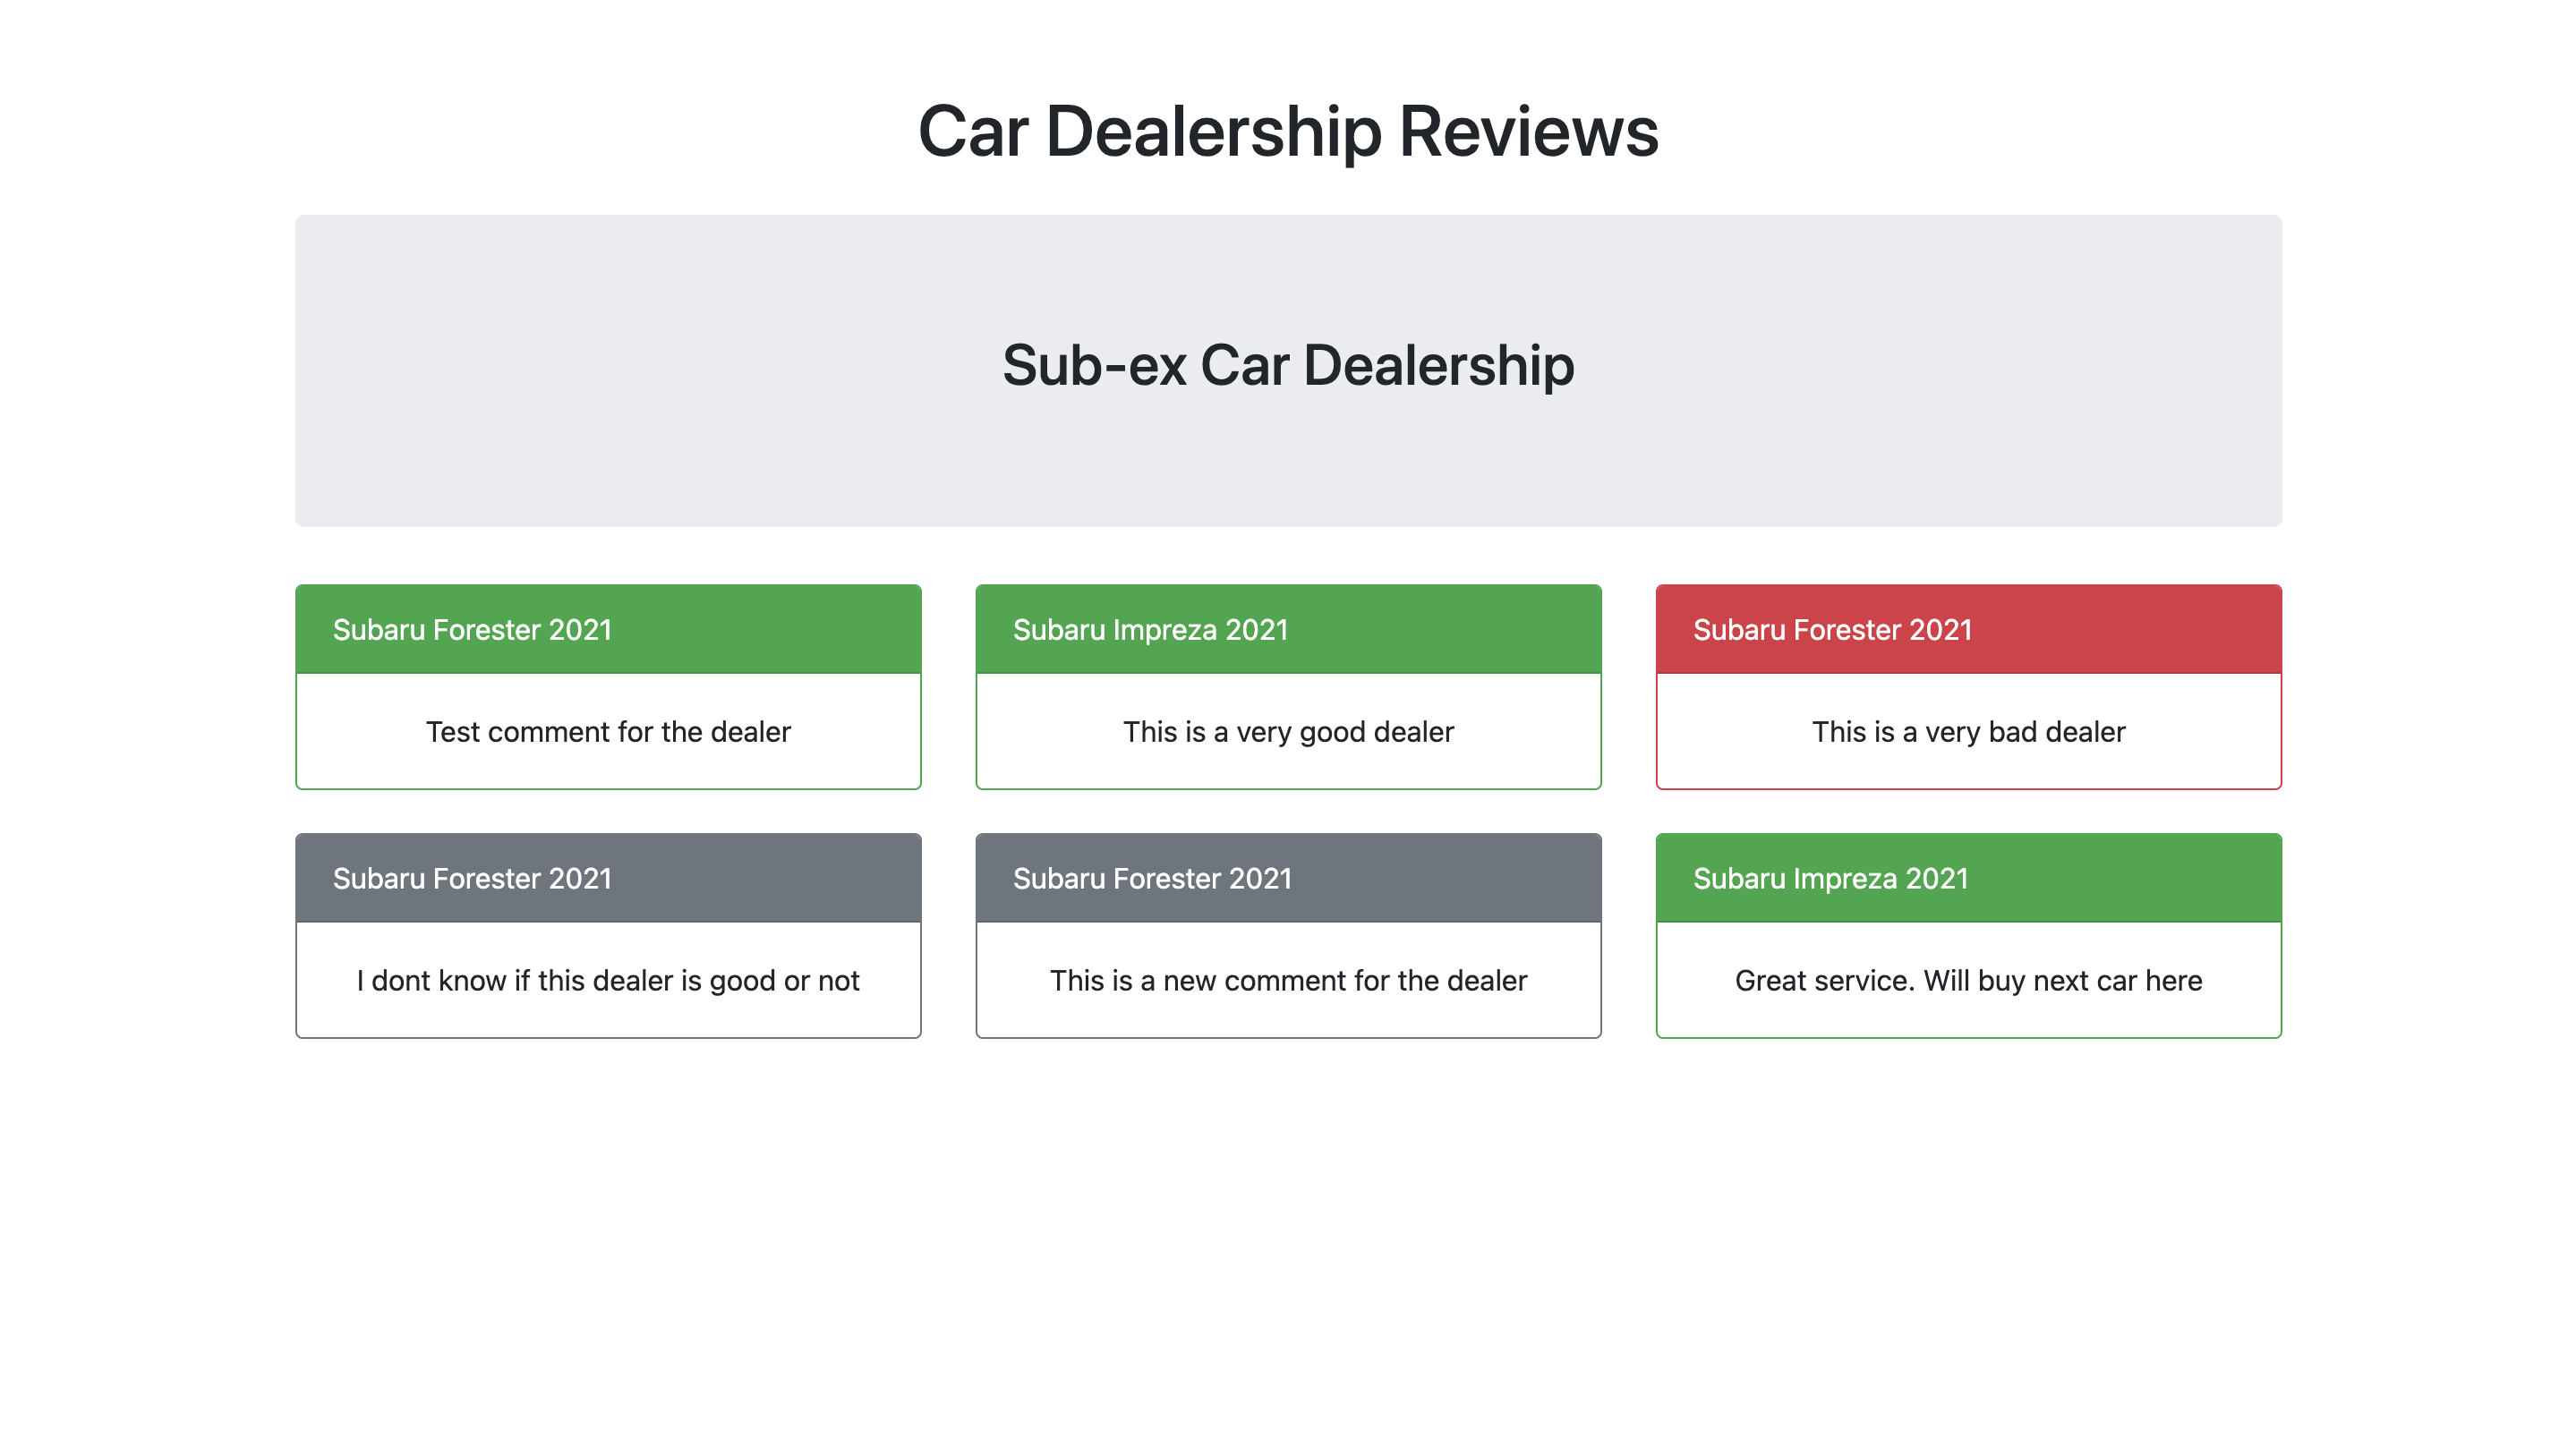 Car Dealership Reviews
Sub-ex Car Dealership
Subaru Forester 2021
Test comment for the dealer
Subaru Impreza 2021
This is a very good dealer
Subaru Forester 2021
This is a very bad dealer
Subaru Forester 2021
I dont know if this dealer is good or not
Subaru Forester 2021
This is a new comment for the dealer
Subaru Impreza 2021
Great service. Will buy next car here